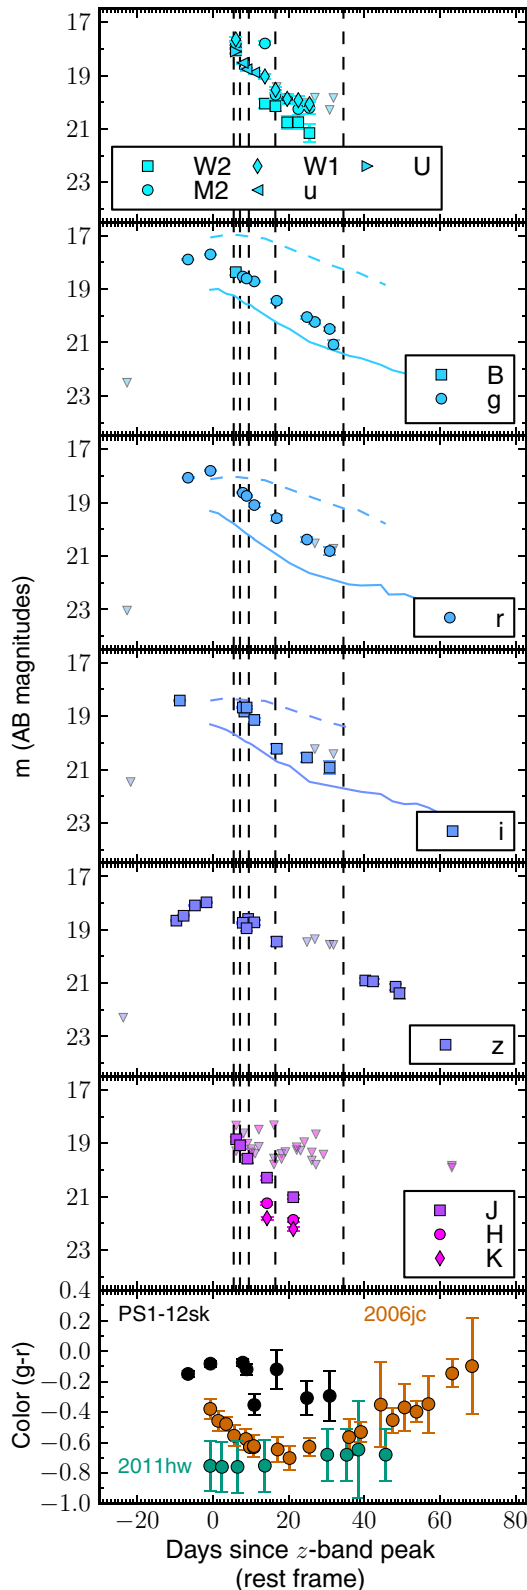 17
19
21
23
W2 W1 U
M2 u
17
19
21
23
B
g
17
19
21
23
r
m (AB magnitudes)
17
19
21
23
i
17
19
21
23
z
17
19
21
23
J
H
K
0.4
0.2
0.0
−0.2
−0.4
−0.6
−0.8
−1.0
Color (g-r)
PS1-12sk 2006jc
2011hw
−20 0 20 40 60 80
Days since z-band peak
(rest frame)